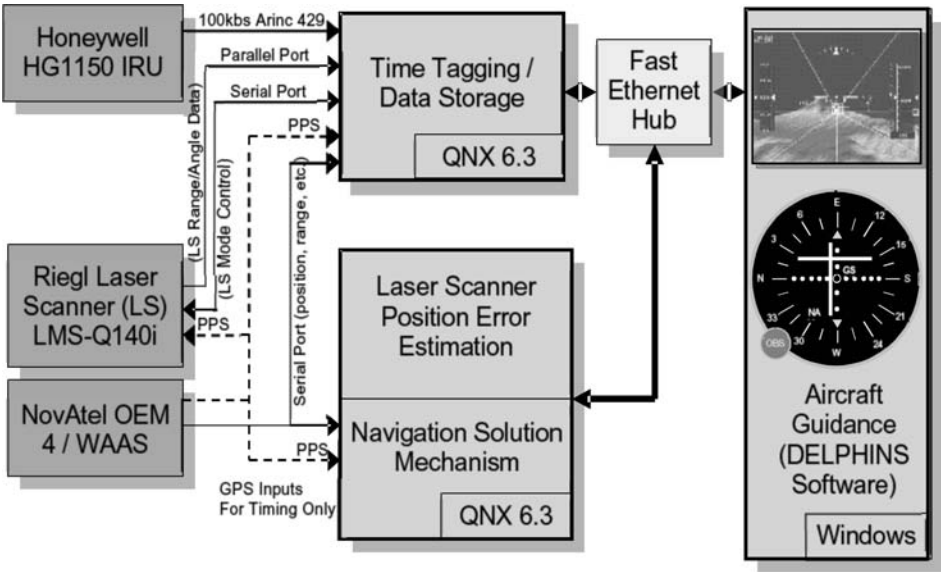 Honeywell
HG1150 IRU
100kbs Arinc 429
Parallel Port
Serial Port
PPS
(LS Range/Angle Data)
(LS Mode Control)
Serial Port (position, range, etc.)
Riegl Laser
Scanner (LS)
LMS-Q140i
PPS
NovAtel OEM
4 / WAAS
PPS
GPS Inputs
For Timing Only
Time Tagging /
Data Storage
QNX 6.3
Laser Scanner
Position Error
Estimation
Navigation Solution
Mechanism
QNX 6.3
Fast
Ethernet
Hub
E
6
12
3
15
GS
N
S
33
NA
21
30
24
W
OBS
Aircraft
Guidance
(DELPHINS
Software)
Windows